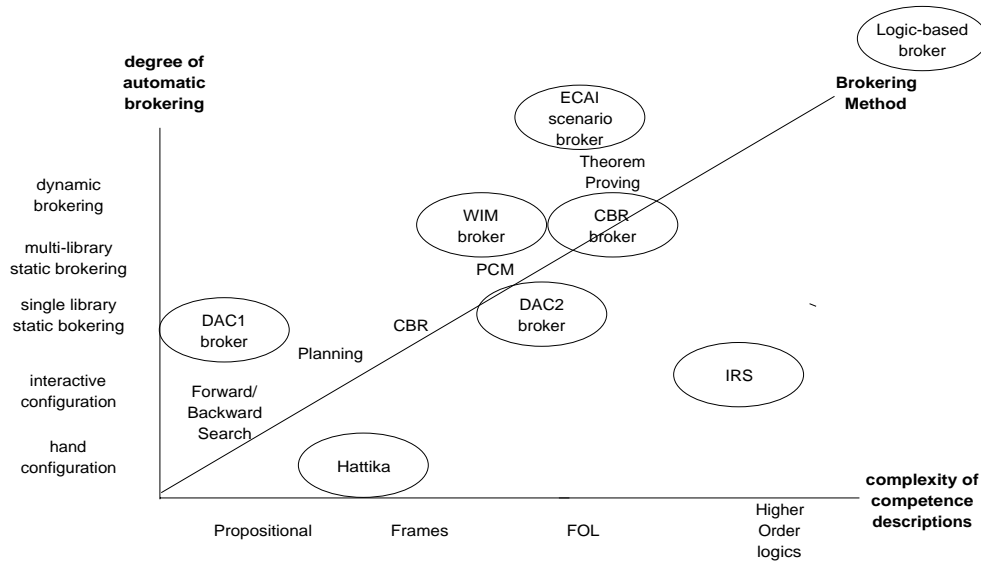 Logic-based
broker
degree of
automatic
brokering
Brokering
Method
ECAI
scenario
broker
Theorem
Proving
dynamic
brokering
WIM
broker
CBR
broker
multi-library
static brokering
PCM
single library
static bokering
DAC1
broker
DAC2
broker
CBR
Planning
interactive
configuration
IRS
Forward/
Backward
Search
hand
configuration
Hattika
complexity of
competence
descriptions
Propositional
Frames
FOL
Higher
Order
logics